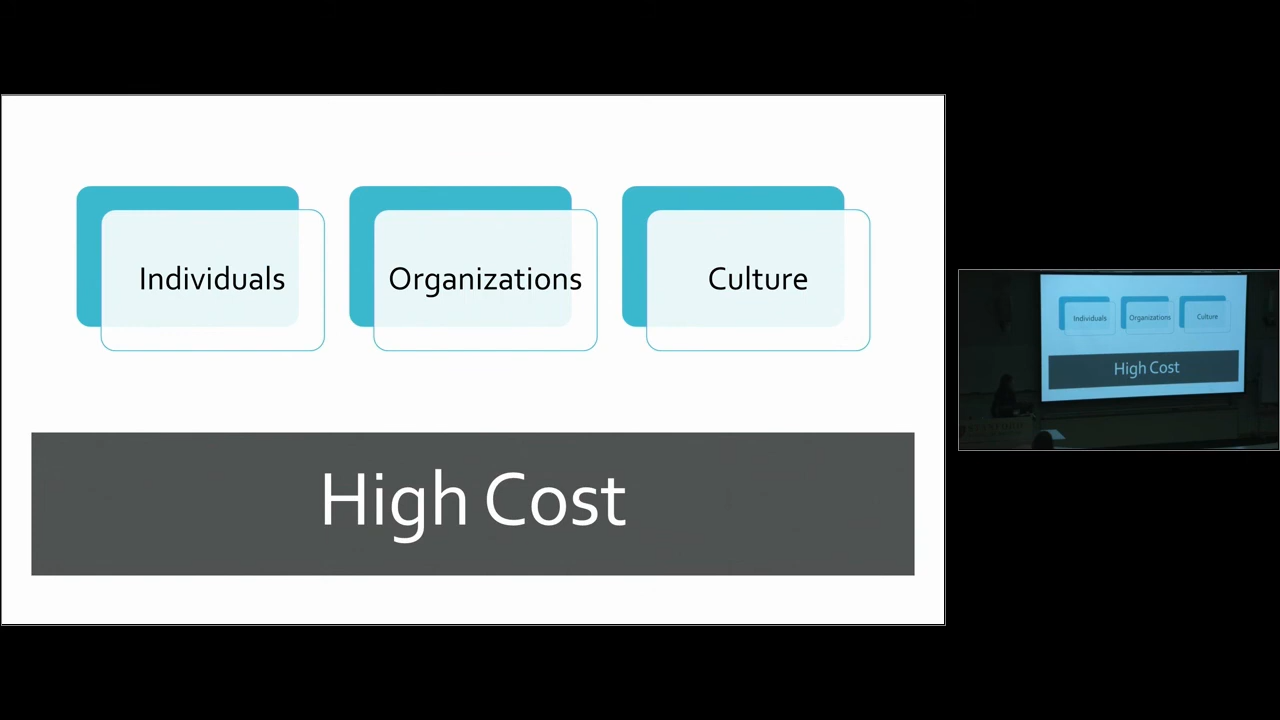 Individuals
Organizations
Culture
High Cost
Individuals
Organizations
Culture
High Cost